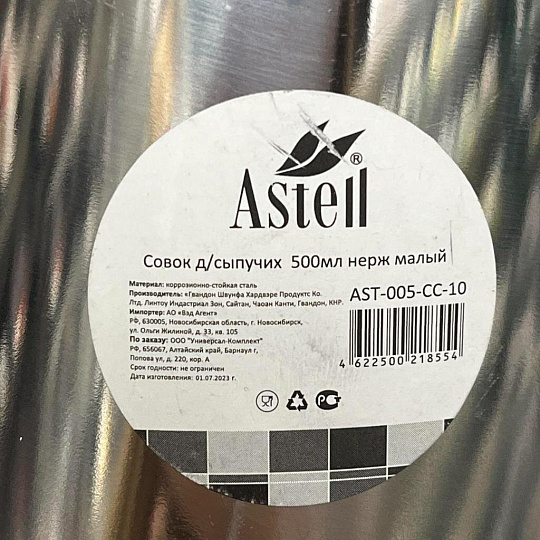 Astell®
Совок д/сыпучих 500мл нерж малый
Материал: коррозионно-стойкая сталь
Производитель: «Гвандон Швунфа Хардвэре Продуктс Ко.
Лтд. Линтоу Индастриал Зон, Сайтан, Чаоан Канти, Гвандон, КНР.
Импортер: АО «Вэд Агент»
РФ, 630005, Новосибирская область, г. Новосибирск,
ул. Ольги Жилиной, д. 33, кв. 105
По заказу: ООО "Универсал-Комплект"
РФ, 656067, Алтайский край, Барнаул г,
Попова ул, д. 220, кор. А
Срок годности: не ограничен
Дата изготовления: 01.07.2023 г.
AST-005-СС-10
4 622500 218554
РСТ